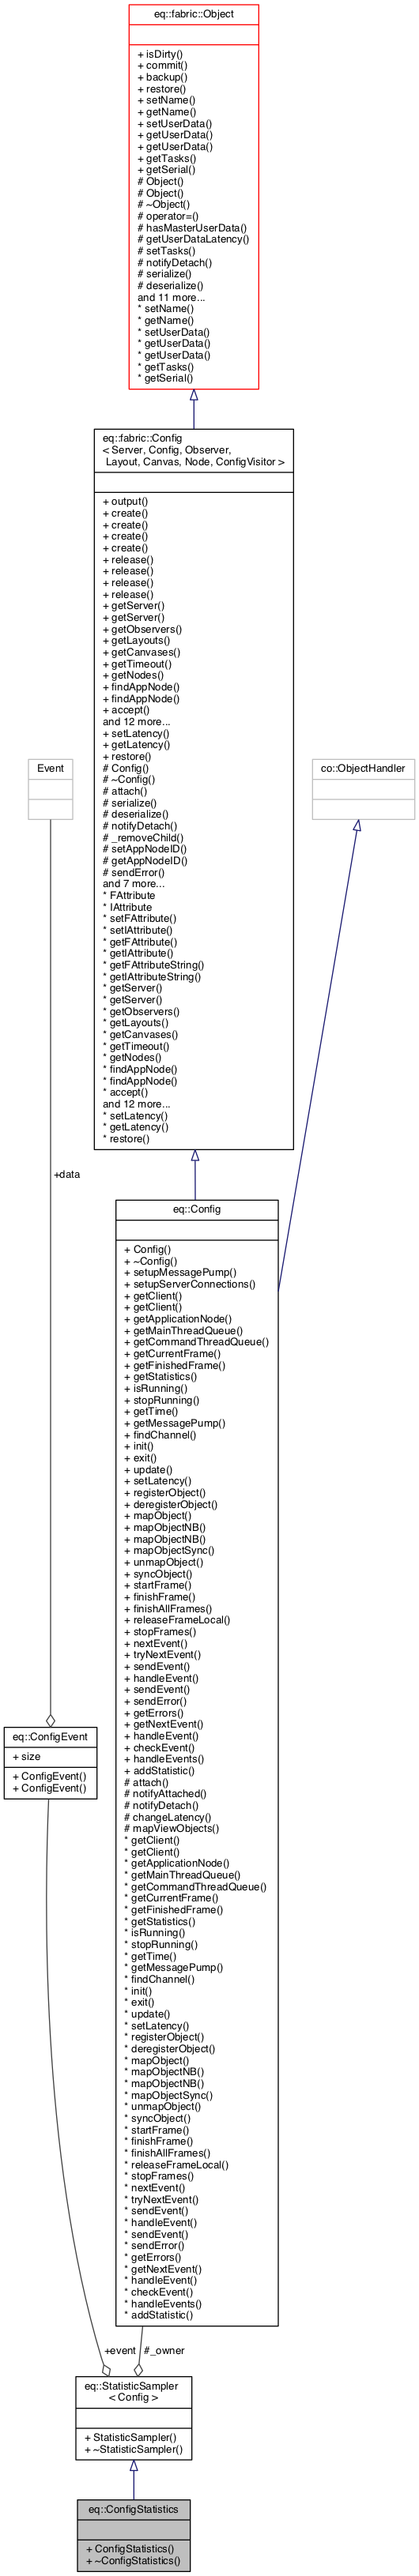 eq::fabric::Object
+ isDirty()
+ commit()
+ backup()
+ restore()
+ setName()
+ getName()
+ setUserData()
+ getUserData()
+ getUserData()
+ getTasks()
+ getSerial()
# Object()
# Object()
# ~Object()
# operator=()
# hasMasterUserData()
# getUserDataLatency()
# setTasks()
# notifyDetach()
# serialize()
# deserialize()
and 11 more...
* setName()
* getName()
* setUserData()
* getUserData()
* getUserData()
* getTasks()
* getSerial()
eq::fabric::Config
< Server, Config, Observer,
Layout, Canvas, Node, ConfigVisitor >
+ output()
+ create()
+ create()
+ create()
+ create()
+ release()
+ release()
+ release()
+ release()
+ getServer()
+ getServer()
+ getObservers()
+ getLayouts()
+ getCanvases()
+ getTimeout()
+ getNodes()
+ findAppNode()
+ findAppNode()
+ accept()
and 12 more...
+ setLatency()
+ getLatency()
+ restore()
# Config()
# ~Config()
# attach()
# serialize()
# deserialize()
# notifyDetach()
# _removeChild()
# setAppNodeID()
# getAppNodeID()
# sendError()
and 7 more...
* FAttribute
* IAttribute
* setFAttribute()
* setIAttribute()
* getFAttribute()
* getIAttribute()
* getFAttributeString()
* getIAttributeString()
* getServer()
* getServer()
* getObservers()
* getLayouts()
* getCanvases()
* getTimeout()
* getNodes()
* findAppNode()
* findAppNode()
* accept()
and 12 more...
* setLatency()
* getLatency()
* restore()
Event
co::ObjectHandler
+data
eq::Config
+ Config()
+ ~Config()
+ setupMessagePump()
+ setupServerConnections()
+ getClient()
+ getClient()
+ getApplicationNode()
+ getMainThreadQueue()
+ getCommandThreadQueue()
+ getCurrentFrame()
+ getFinishedFrame()
+ getStatistics()
+ isRunning()
+ stopRunning()
+ getTime()
+ getMessagePump()
+ findChannel()
+ init()
+ exit()
+ update()
+ setLatency()
+ registerObject()
+ deregisterObject()
+ mapObject()
+ mapObjectNB()
+ mapObjectNB()
+ mapObjectSync()
+ unmapObject()
+ syncObject()
+ startFrame()
+ finishFrame()
+ finishAllFrames()
+ releaseFrameLocal()
+ stopFrames()
+ nextEvent()
+ tryNextEvent()
+ sendEvent()
+ handleEvent()
+ sendEvent()
+ sendError()
+ getErrors()
+ getNextEvent()
+ handleEvent()
+ checkEvent()
+ handleEvents()
+ addStatistic()
# attach()
# notifyAttached()
# notifyDetach()
# changeLatency()
# mapViewObjects()
* getClient()
* getClient()
* getApplicationNode()
* getMainThreadQueue()
* getCommandThreadQueue()
* getCurrentFrame()
* getFinishedFrame()
* getStatistics()
* isRunning()
* stopRunning()
* getTime()
* getMessagePump()
* findChannel()
* init()
* exit()
* update()
* setLatency()
* registerObject()
* deregisterObject()
* mapObject()
* mapObjectNB()
* mapObjectNB()
* mapObjectSync()
* unmapObject()
* syncObject()
* startFrame()
* finishFrame()
* finishAllFrames()
* releaseFrameLocal()
* stopFrames()
* nextEvent()
* tryNextEvent()
* sendEvent()
* handleEvent()
* sendEvent()
* sendError()
* getErrors()
* getNextEvent()
* handleEvent()
* checkEvent()
* handleEvents()
* addStatistic()
eq::ConfigEvent
+ size
+ ConfigEvent()
+ ConfigEvent()
+event
#_owner
eq::StatisticSampler
< Config >
+ StatisticSampler()
+ ~StatisticSampler()
eq::ConfigStatistics
+ ConfigStatistics()
+ ~ConfigStatistics()